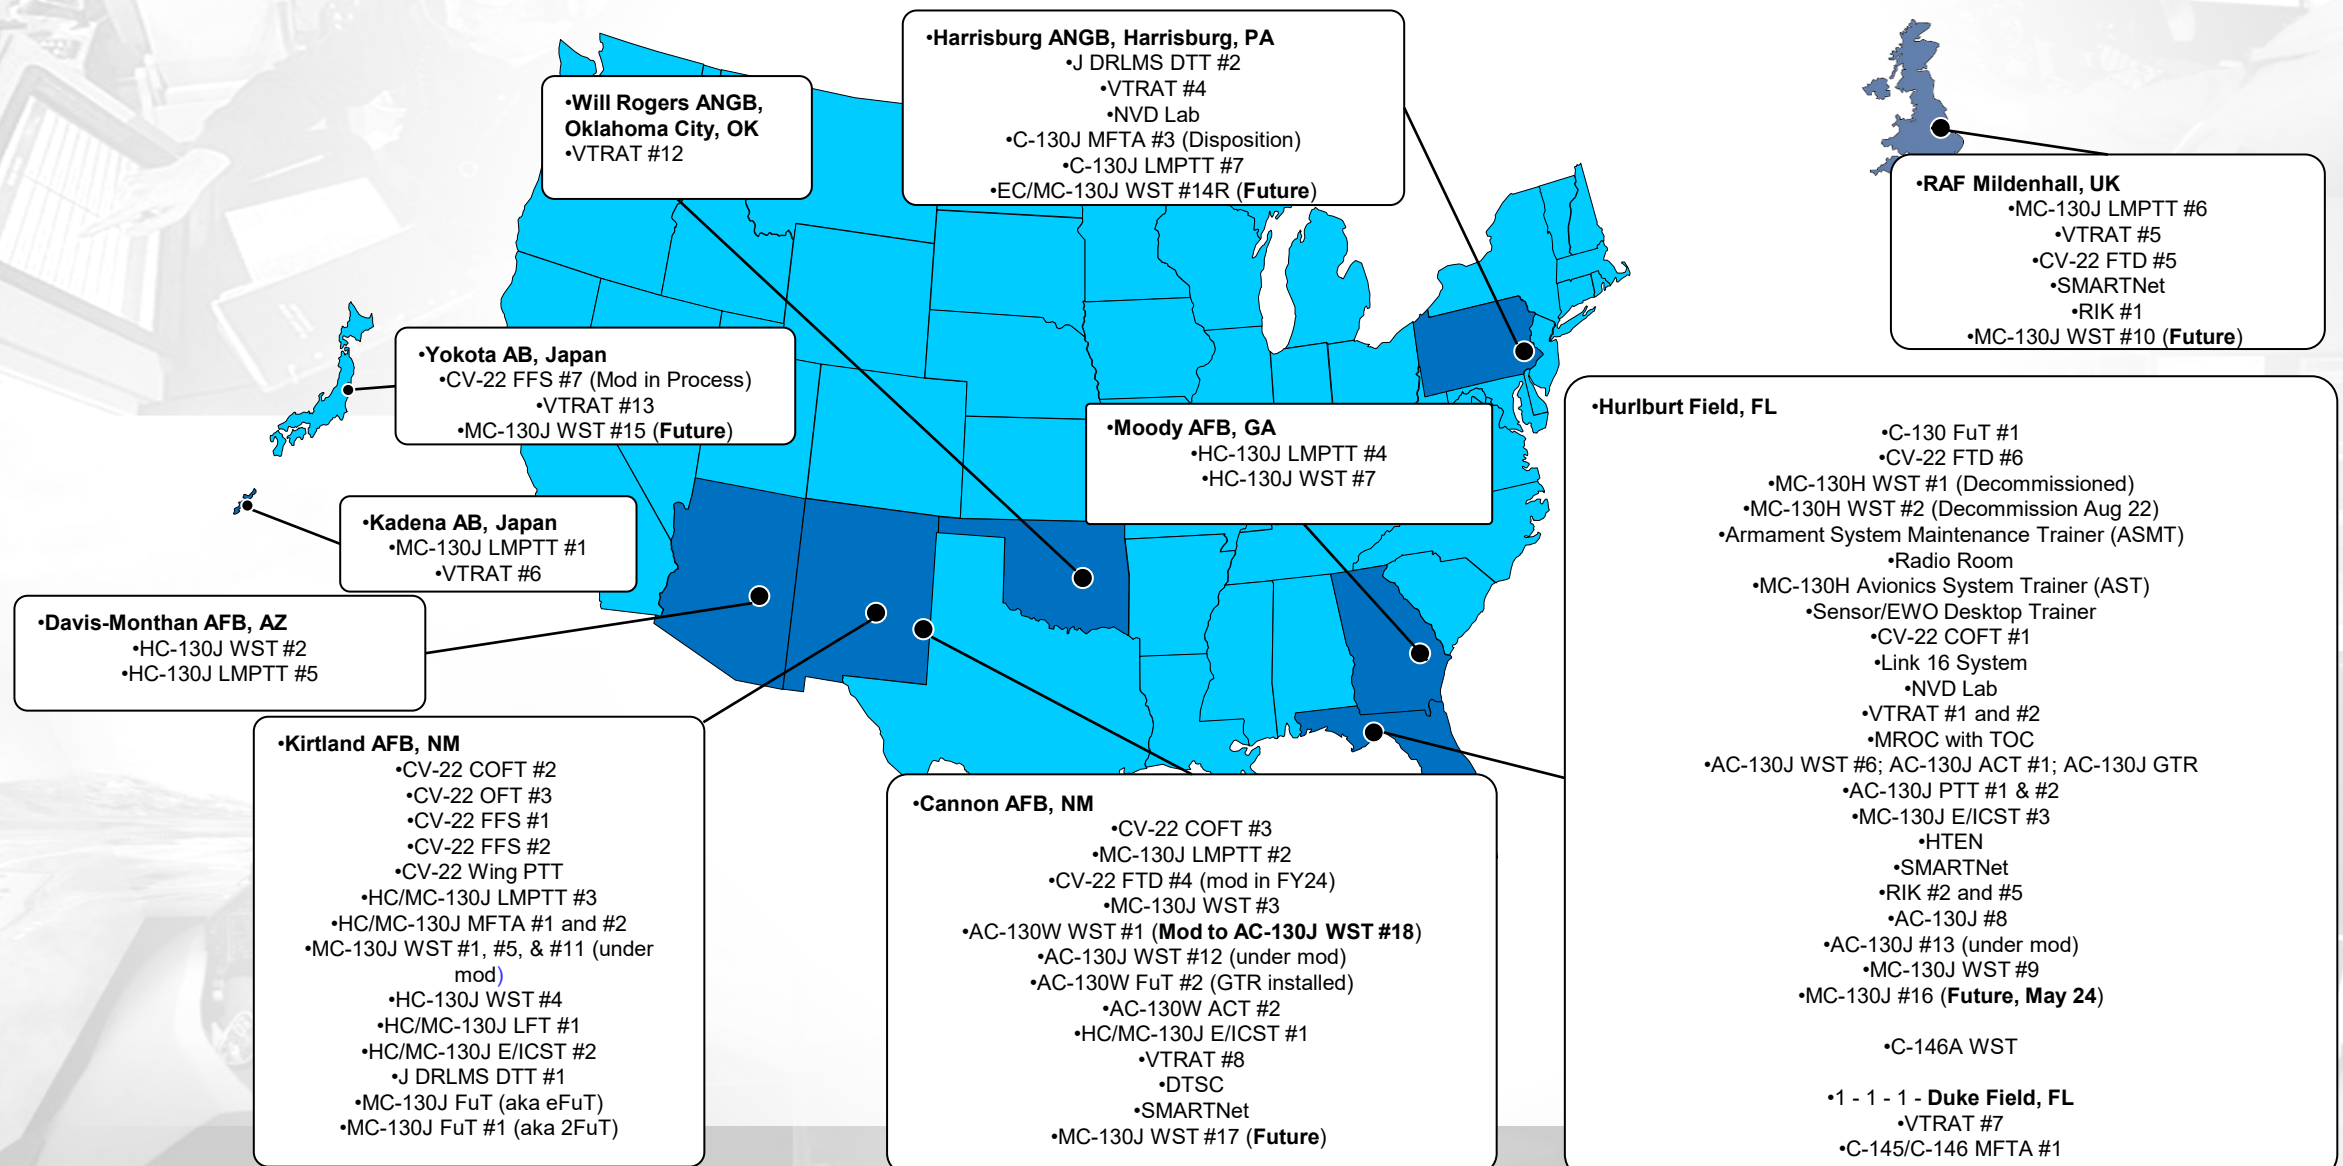 •Harrisburg ANGB, Harrisburg, PA
•J DRLMS DTT #2
•VTRAT #4
•NVD Lab
•C-130J MFTA #3 (Disposition)
•C-130J LMPTT #7
•EC/MC-130J WST #14R (Future)
•Will Rogers ANGB,
Oklahoma City, OK
•VTRAT #12
•RAF Mildenhall, UK
•MC-130J LMPTT #6
•VTRAT #5
•CV-22 FTD #5
•SMARTNet
•RIK #1
•MC-130J WST #10 (Future)
•Yokota AB, Japan
•CV-22 FFS #7 (Mod in Process)
•VTRAT #13
•MC-130J WST #15 (Future)
•Moody AFB, GA
•HC-130J LMPTT #4
•HC-130J WST #7
•Kadena AB, Japan
•MC-130J LMPTT #1
•VTRAT #6
•Davis-Monthan AFB, AZ
•HC-130J WST #2
•HC-130J LMPTT #5
•Kirtland AFB, NM
•CV-22 COFT #2
•CV-22 OFT #3
•CV-22 FFS #1
•CV-22 FFS #2
•CV-22 Wing PTT
•HC/MC-130J LMPTT #3
•HC/MC-130J MFTA #1 and #2
•MC-130J WST #1, #5, & #11 (under
mod)
•HC-130J WST #4
•HC/MC-130J LFT #1
•HC/MC-130J E/ICST #2
•J DRLMS DTT #1
•MC-130J FuT (aka eFuT)
•MC-130J FuT #1 (aka 2FuT)
•Cannon AFB, NM
•CV-22 COFT #3
•MC-130J LMPTT #2
•CV-22 FTD #4 (mod in FY24)
•MC-130J WST #3
•AC-130W WST #1 (Mod to AC-130J WST #18)
•AC-130J WST #12 (under mod)
•AC-130W FuT #2 (GTR installed)
•AC-130W ACT #2
•HC/MC-130J E/ICST #1
•VTRAT #8
•DTSC
•SMARTNet
•MC-130J WST #17 (Future)
•Hurlburt Field, FL
•C-130 FuT #1
•CV-22 FTD #6
•MC-130H WST #1 (Decommissioned)
•MC-130H WST #2 (Decommission Aug 22)
•Armament System Maintenance Trainer (ASMT)
•Radio Room
•MC-130H Avionics System Trainer (AST)
•Sensor/EWO Desktop Trainer
•CV-22 COFT #1
•Link 16 System
•NVD Lab
•VTRAT #1 and #2
•MROC with TOC
•AC-130J WST #6; AC-130J ACT #1; AC-130J GTR
•AC-130J PTT #1 & #2
•MC-130J E/ICST #3
•HTEN
•SMARTNet
•RIK #2 and #5
•AC-130J #8
•AC-130J #13 (under mod)
•MC-130J WST #9
•MC-130J #16 (Future, May 24)
•C-146A WST
•1 - 1 - 1 - Duke Field, FL
•VTRAT #7
•C-145/C-146 MFTA #1